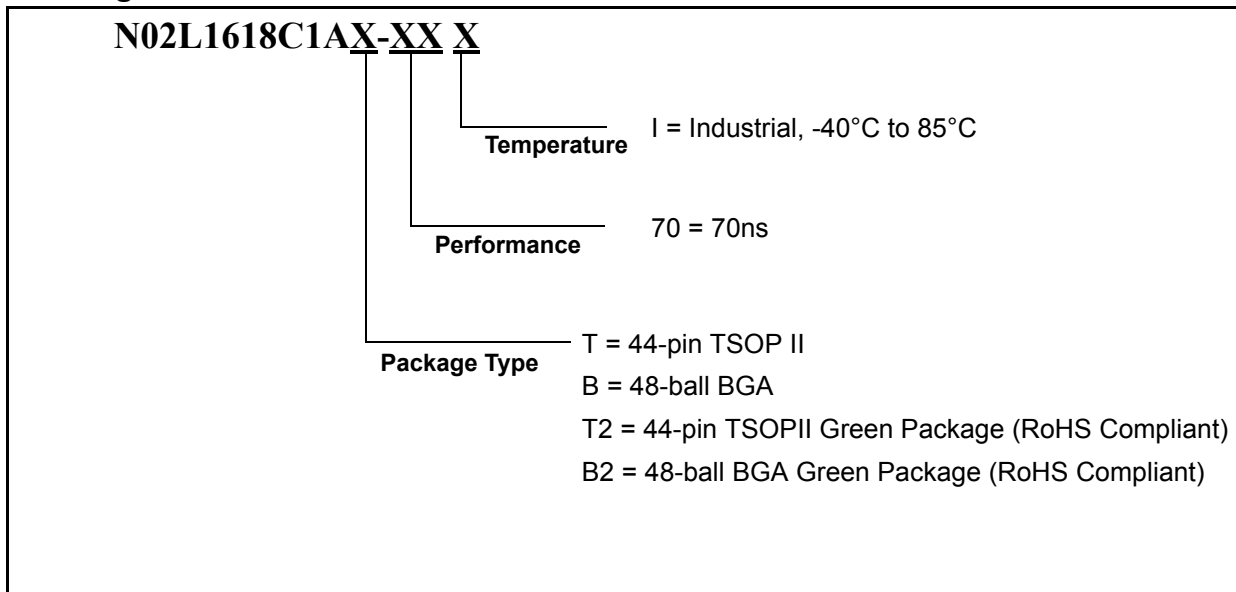 N02L1618C1AX-XX X
I = Industrial, -40°C to 85°C
Temperature
70 = 70ns
Performance
T = 44-pin TSOP II
Package Type
B = 48-ball BGA
T2 = 44-pin TSOPII Green Package (RoHS Compliant)
B2 = 48-ball BGA Green Package (RoHS Compliant)